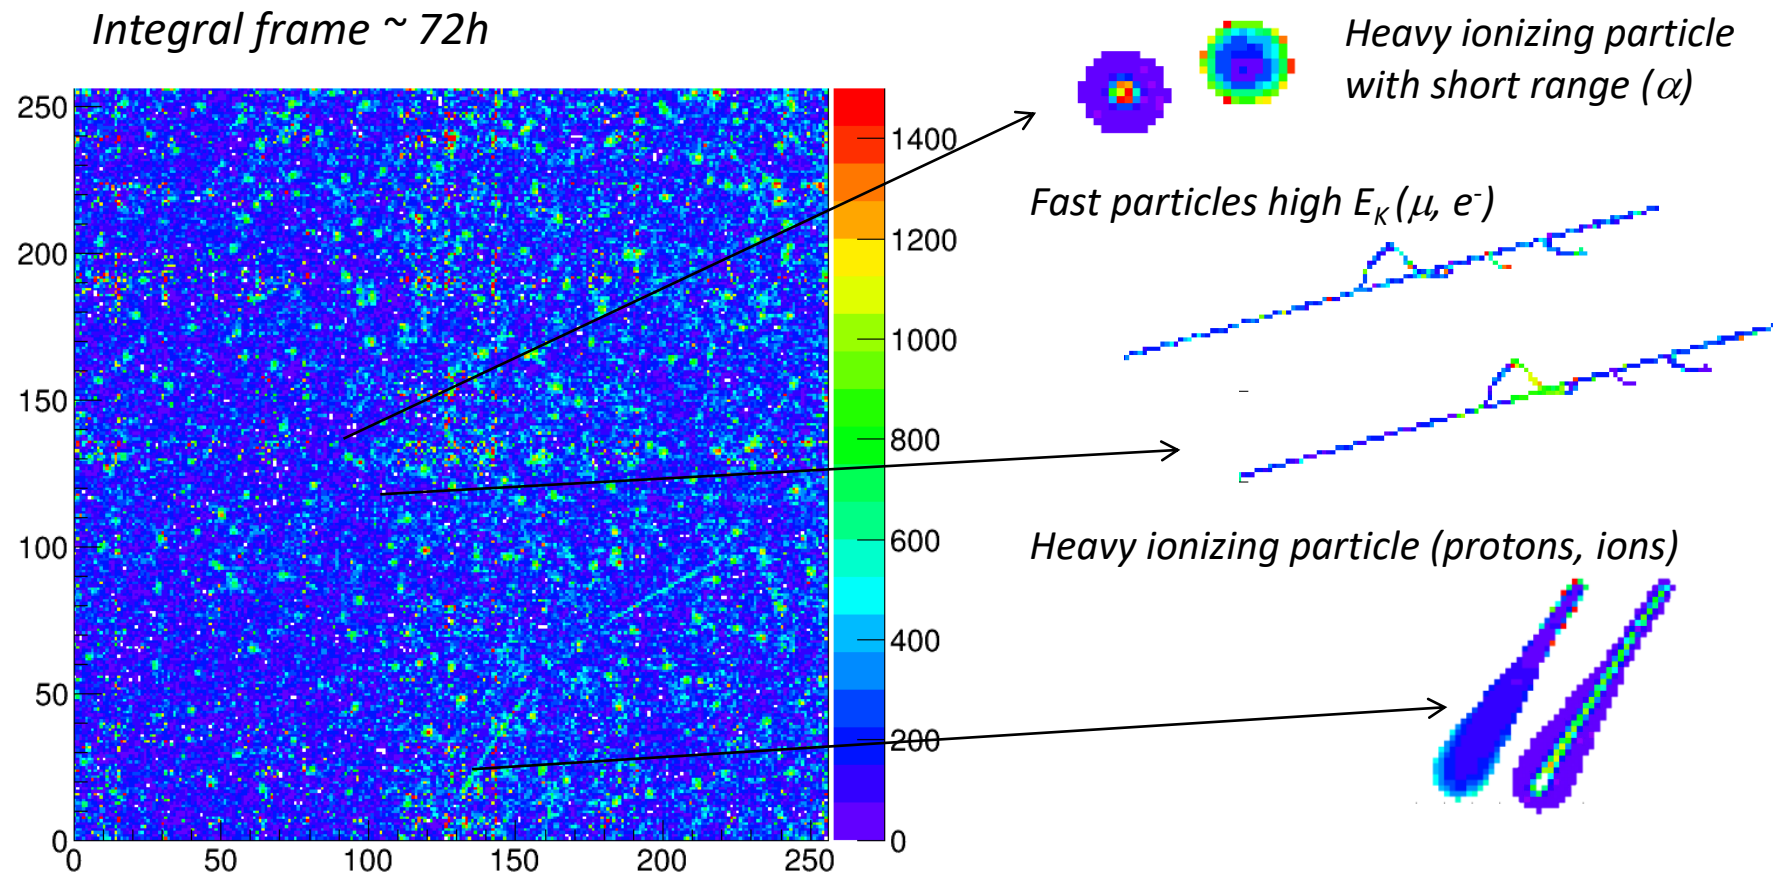 Integral frame ~ 72h
Heavy ionizing particle
with short range (α)
Fast particles high E_K (μ, e⁻)
Heavy ionizing particle (protons, ions)
250
200
150
100
50
0
0 50 100 150 200 250
1400
1200
1000
800
600
400
200
0